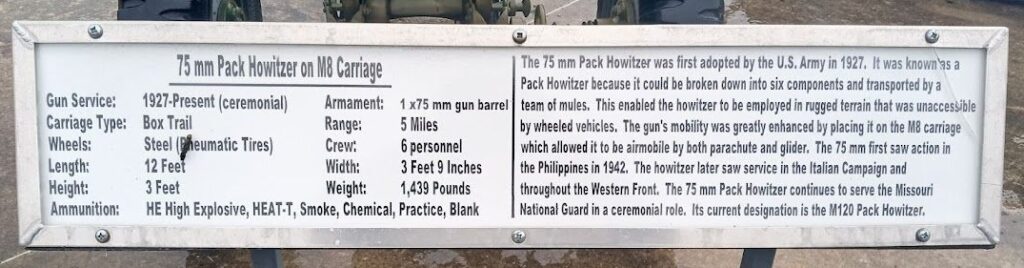 75 mm Pack Howitzer on M8 Carriage
Gun Service: 1927-Present (ceremonial)
Carriage Type: Box Trail
Wheels: Steel (Pneumatic Tires)
Length: 12 Feet
Height: 3 Feet
Armament: 1 x75 mm gun barrel
Range: 5 Miles
Crew: 6 personnel
Width: 3 Feet 9 Inches
Weight: 1,439 Pounds
Ammunition: HE High Explosive, HEAT-T, Smoke, Chemical, Practice, Blank
The 75 mm Pack Howitzer was first adopted by the U.S. Army in 1927. It was known as a
Pack Howitzer because it could be broken down into six components and transported by a
team of mules. This enabled the howitzer to be employed in rugged terrain that was unaccessible
by wheeled vehicles. The gun's mobility was greatly enhanced by placing it on the M8 carriage
which allowed it to be airmobile by both parachute and glider. The 75 mm first saw action in
the Philippines in 1942. The howitzer later saw service in the Italian Campaign and
throughout the Western Front. The 75 mm Pack Howitzer continues to serve the Missouri
National Guard in a ceremonial role. Its current designation is the M120 Pack Howitzer.